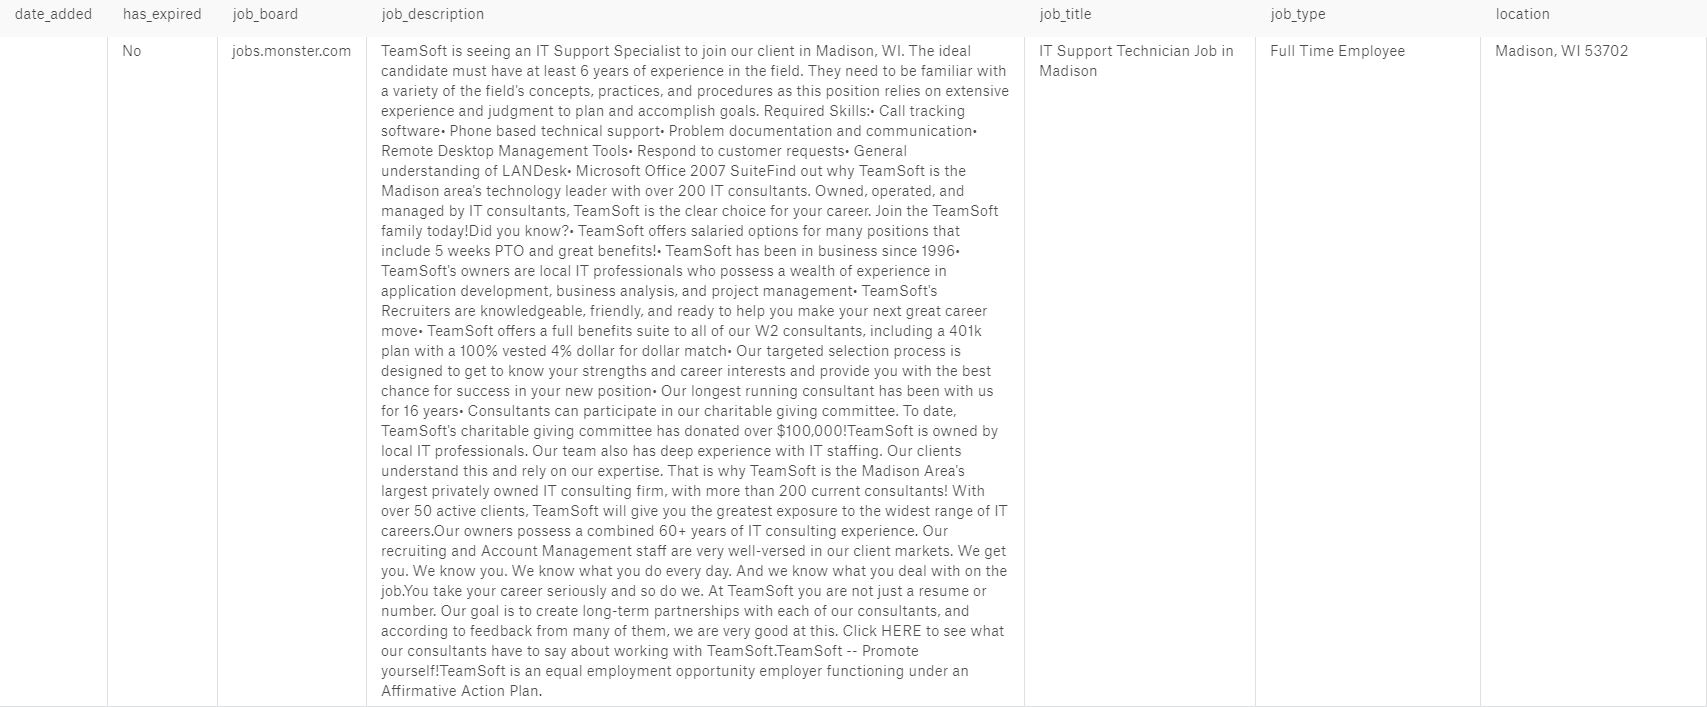 date_added has_expired job_board job_description job_title job_type location
No jobs.monster.com TeamSoft is seeing an IT Support Specialist to join our client in Madison, WI. The ideal IT Support Technician Job in Full Time Employee Madison, WI 53702
candidate must have at least 6 years of experience in the field. They need to be familiar with Madison
a variety of the field's concepts, practices, and procedures as this position relies on extensive
experience and judgment to plan and accomplish goals. Required Skills:• Call tracking
software• Phone based technical support• Problem documentation and communication•
Remote Desktop Management Tools• Respond to customer requests• General
understanding of LANDesk• Microsoft Office 2007 SuiteFind out why TeamSoft is the
Madison area's technology leader with over 200 IT consultants. Owned, operated, and
managed by IT consultants, TeamSoft is the clear choice for your career. Join the TeamSoft
family today!Did you know?• TeamSoft offers salaried options for many positions that
include 5 weeks PTO and great benefits!• TeamSoft has been in business since 1996•
TeamSoft's owners are local IT professionals who possess a wealth of experience in
application development, business analysis, and project management• TeamSoft's
Recruiters are knowledgeable, friendly, and ready to help you make your next great career
move• TeamSoft offers a full benefits suite to all of our W2 consultants, including a 401k
plan with a 100% vested 4% dollar for dollar match• Our targeted selection process is
designed to get to know your strengths and career interests and provide you with the best
chance for success in your new position• Our longest running consultant has been with us
for 16 years• Consultants can participate in our charitable giving committee. To date,
TeamSoft's charitable giving committee has donated over $100,000!TeamSoft is owned by
local IT professionals. Our team also has deep experience with IT staffing. Our clients
understand this and rely on our expertise. That is why TeamSoft is the Madison Area's
largest privately owned IT consulting firm, with more than 200 current consultants! With
over 50 active clients, TeamSoft will give you the greatest exposure to the widest range of IT
careers.Our owners possess a combined 60+ years of IT consulting experience. Our
recruiting and Account Management staff are very well-versed in our client markets. We get
you. We know you. We know what you do every day. And we know what you deal with on the
job.You take your career seriously and so do we. At TeamSoft you are not just a resume or
number. Our goal is to create long-term partnerships with each of our consultants, and
according to feedback from many of them, we are very good at this. Click HERE to see what
our consultants have to say about working with TeamSoft.TeamSoft -- Promote
yourself!TeamSoft is an equal employment opportunity employer functioning under an
Affirmative Action Plan.